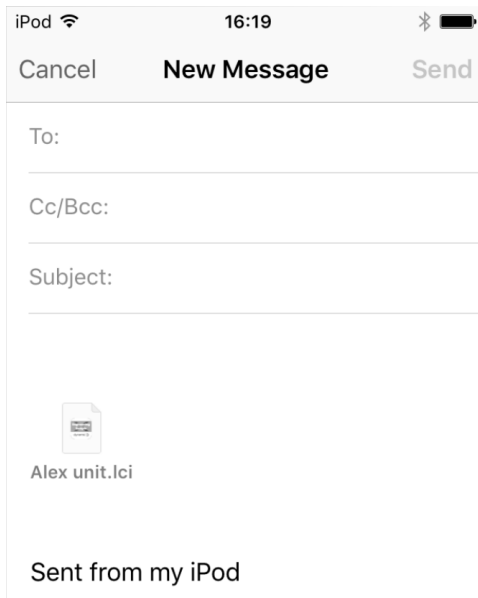 iPod 16:19
Cancel New Message Send
To:
Cc/Bcc:
Subject:
Alex unit.lci
Sent from my iPod